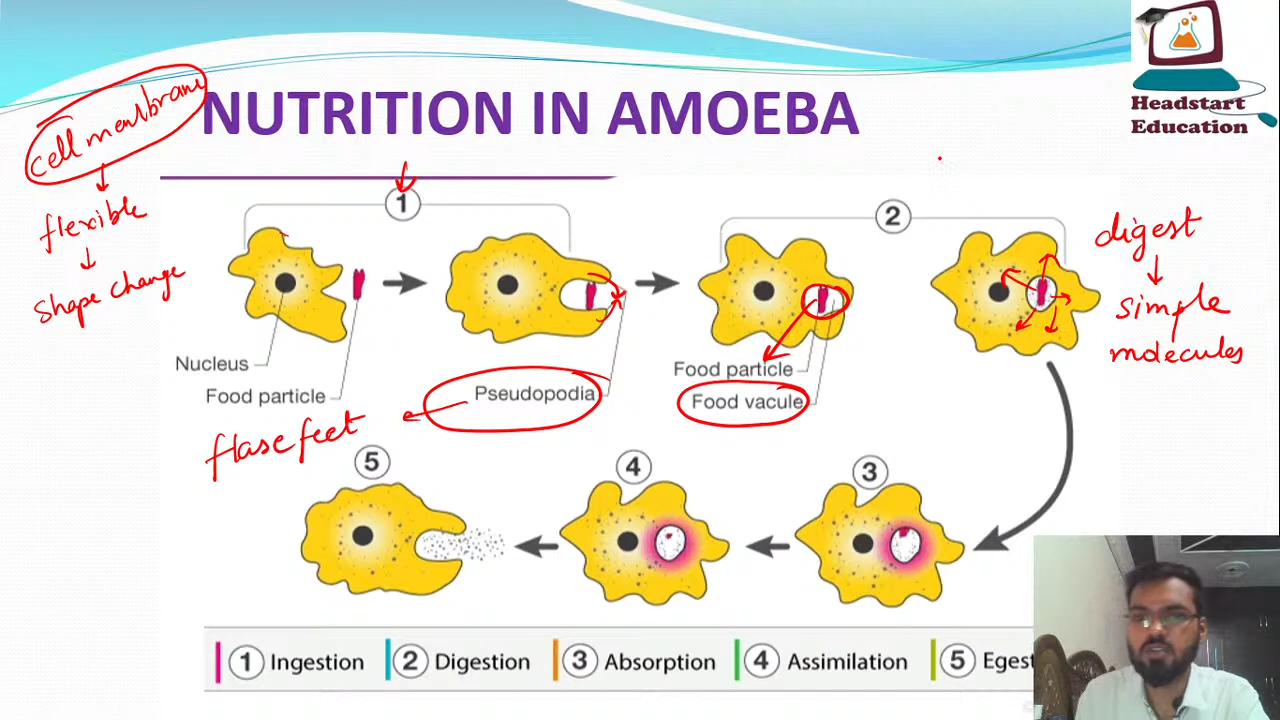 NUTRITION IN AMOEBA
Headstart
Education
cell membrane
flexible
shape change
1
2
Nucleus
Food particle
Pseudopodia
flase feet
Food particle
Food vacule
digest
simple
molecules
5
4
3
1 Ingestion
2 Digestion
3 Absorption
4 Assimilation
5 Egest